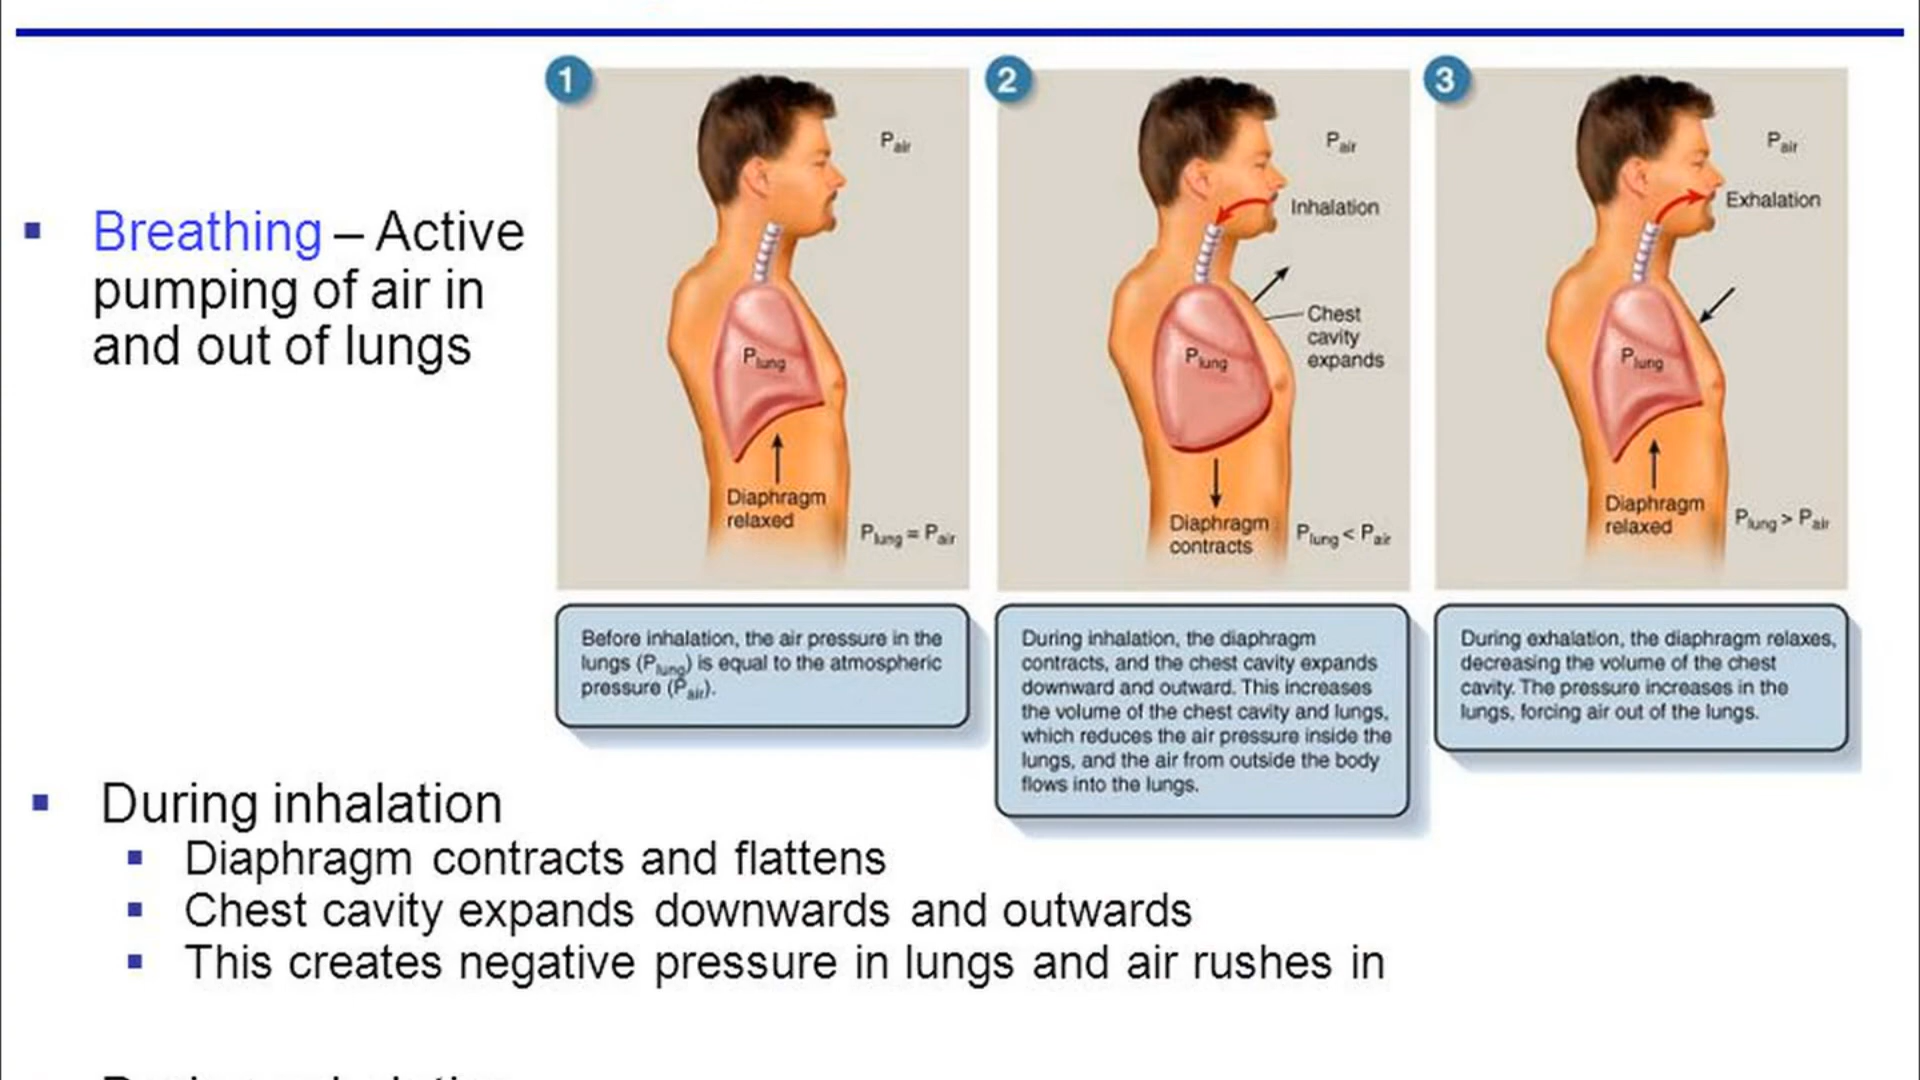 1
2
3
P air
P air
P air
Inhalation
Exhalation
Breathing – Active
pumping of air in
and out of lungs
Chest
cavity
expands
P lung
P lung
P lung
Diaphragm
relaxed
P lung = P air
Diaphragm
contracts
P lung < P air
Diaphragm
relaxed
P lung > P air
Before inhalation, the air pressure in the
lungs (P lung) is equal to the atmospheric
pressure (P air).
During inhalation, the diaphragm
contracts, and the chest cavity expands
downward and outward. This increases
the volume of the chest cavity and lungs,
which reduces the air pressure inside the
lungs, and the air from outside the body
flows into the lungs.
During exhalation, the diaphragm relaxes,
decreasing the volume of the chest
cavity. The pressure increases in the
lungs, forcing air out of the lungs.
During inhalation
Diaphragm contracts and flattens
Chest cavity expands downwards and outwards
This creates negative pressure in lungs and air rushes in